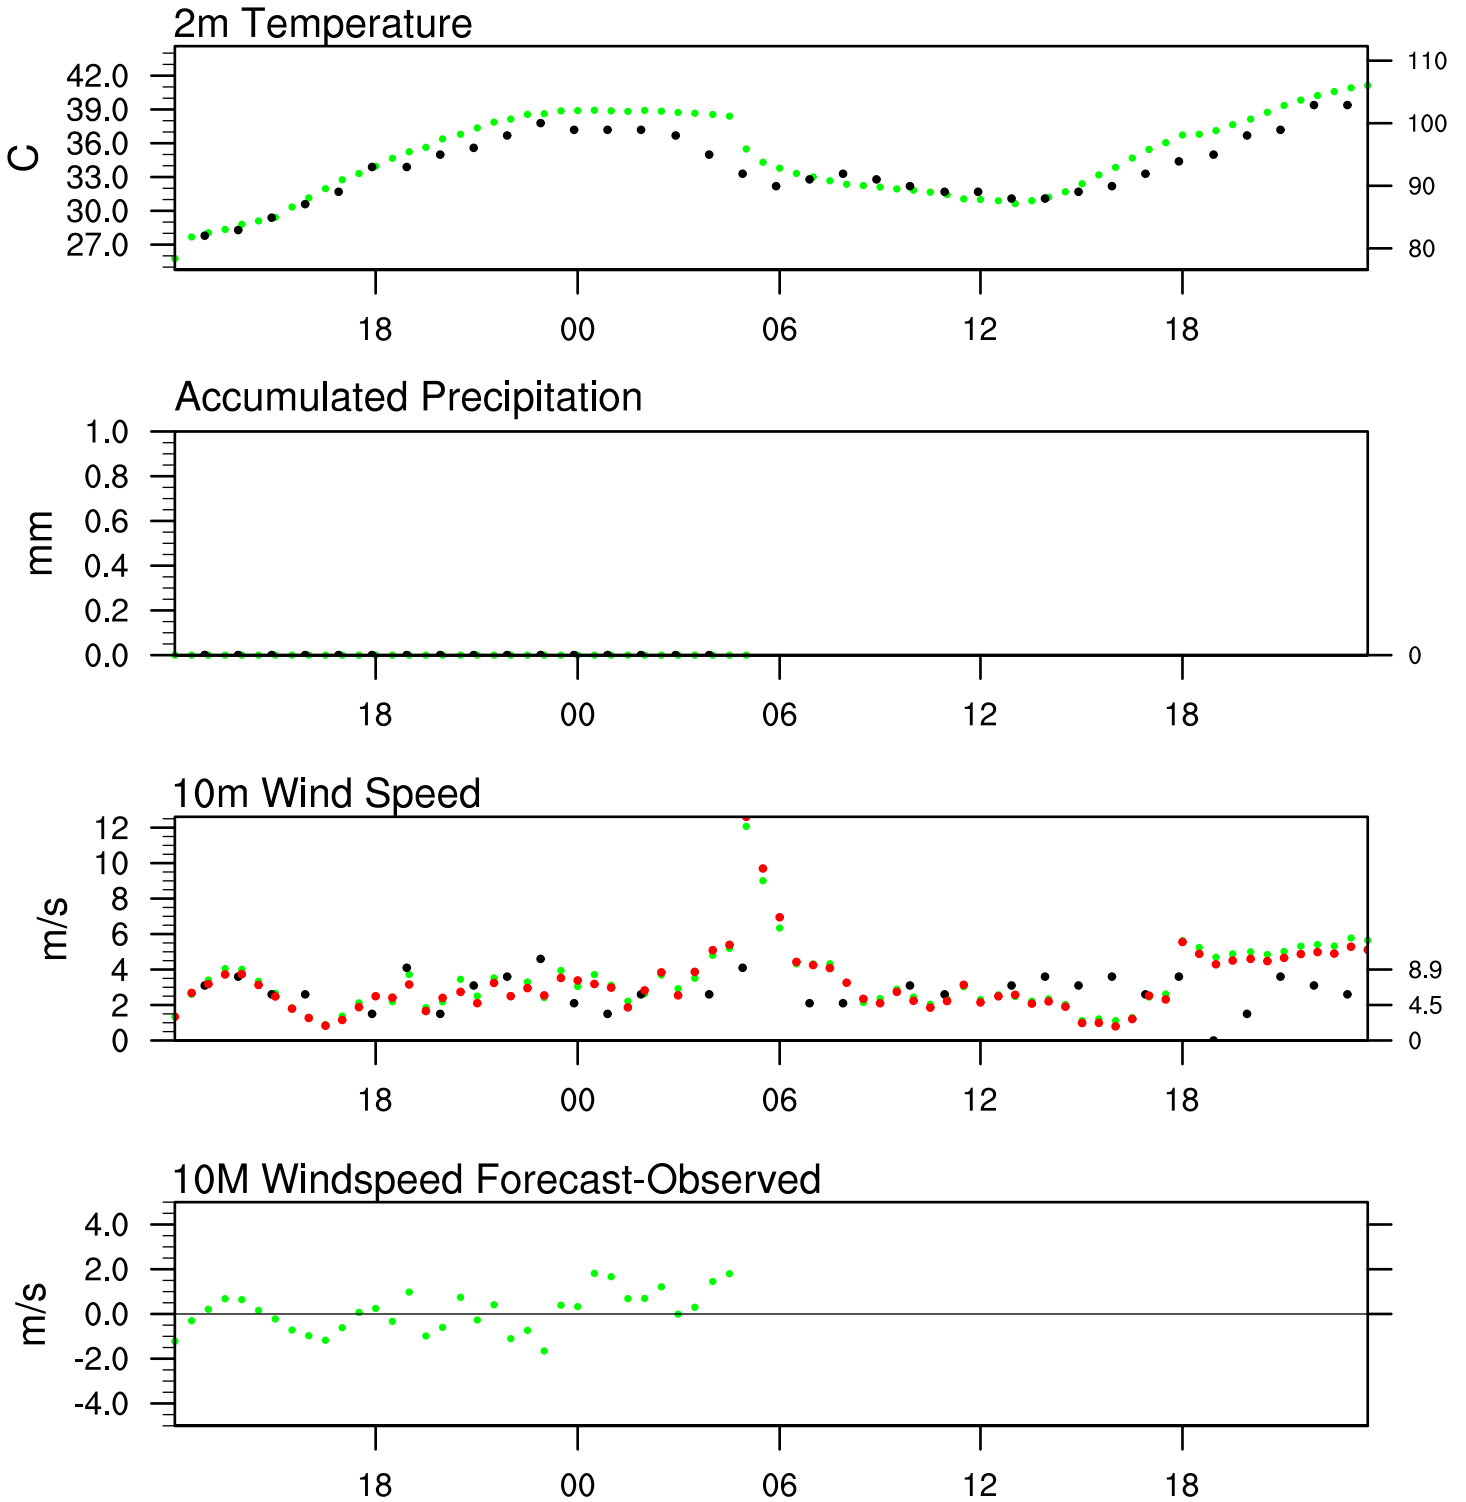 2m Temperature
42.0
39.0
36.0
33.0
30.0
27.0
C
110
100
90
80
18 00 06 12 18
Accumulated Precipitation
1.0
0.8
0.6
0.4
0.2
0.0
mm
0
18 00 06 12 18
10m Wind Speed
12
10
8
6
4
2
0
m/s
8.9
4.5
0
18 00 06 12 18
10M Windspeed Forecast-Observed
4.0
2.0
0.0
-2.0
-4.0
m/s
18 00 06 12 18